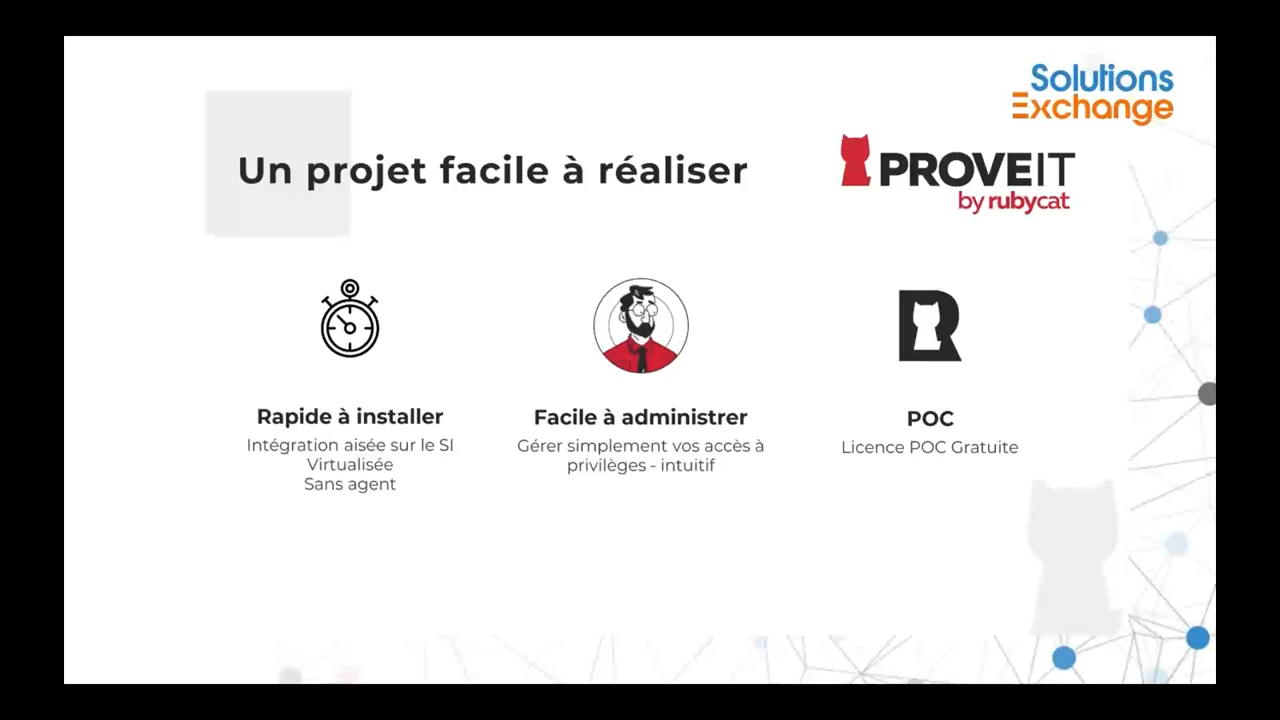 Solutions
Exchange
Un projet facile à réaliser
PROVEIT
by rubycat
Rapide à installer
Intégration aisée sur le SI
Virtualisée
Sans agent
Facile à administrer
Gérer simplement vos accès à
privilèges - intuitif
POC
Licence POC Gratuite